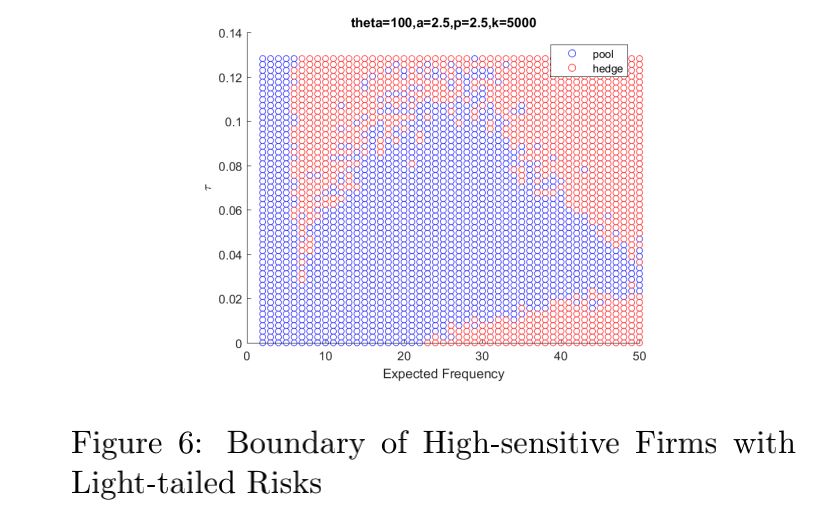 theta=100,a=2.5,p=2.5,k=5000
0.14
0.12
0.1
0.08
0.06
0.04
0.02
0
τ
pool
hedge
0 10 20 30 40 50
Expected Frequency
Figure 6: Boundary of High-sensitive Firms with
Light-tailed Risks